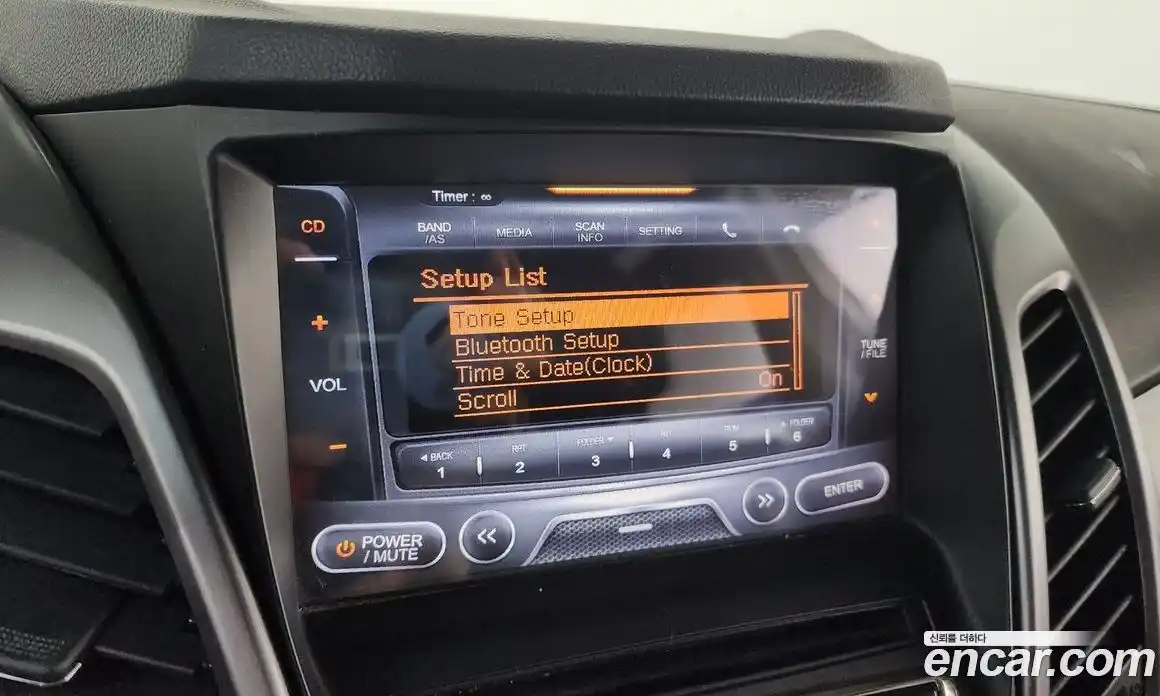 Timer : ∞
CD
BAND
/AS
MEDIA
SCAN
INFO
SETTING
Setup List
Tone Setup
Bluetooth Setup
Time & Date(Clock)
Scroll On
+
VOL
−
TUNE
/FILE
◀ BACK
1
RPT
2
FOLDER ▼
3
4
5
▲ FOLDER
6
POWER
/ MUTE
<<
>>
ENTER
신뢰를 더하다
encar.com